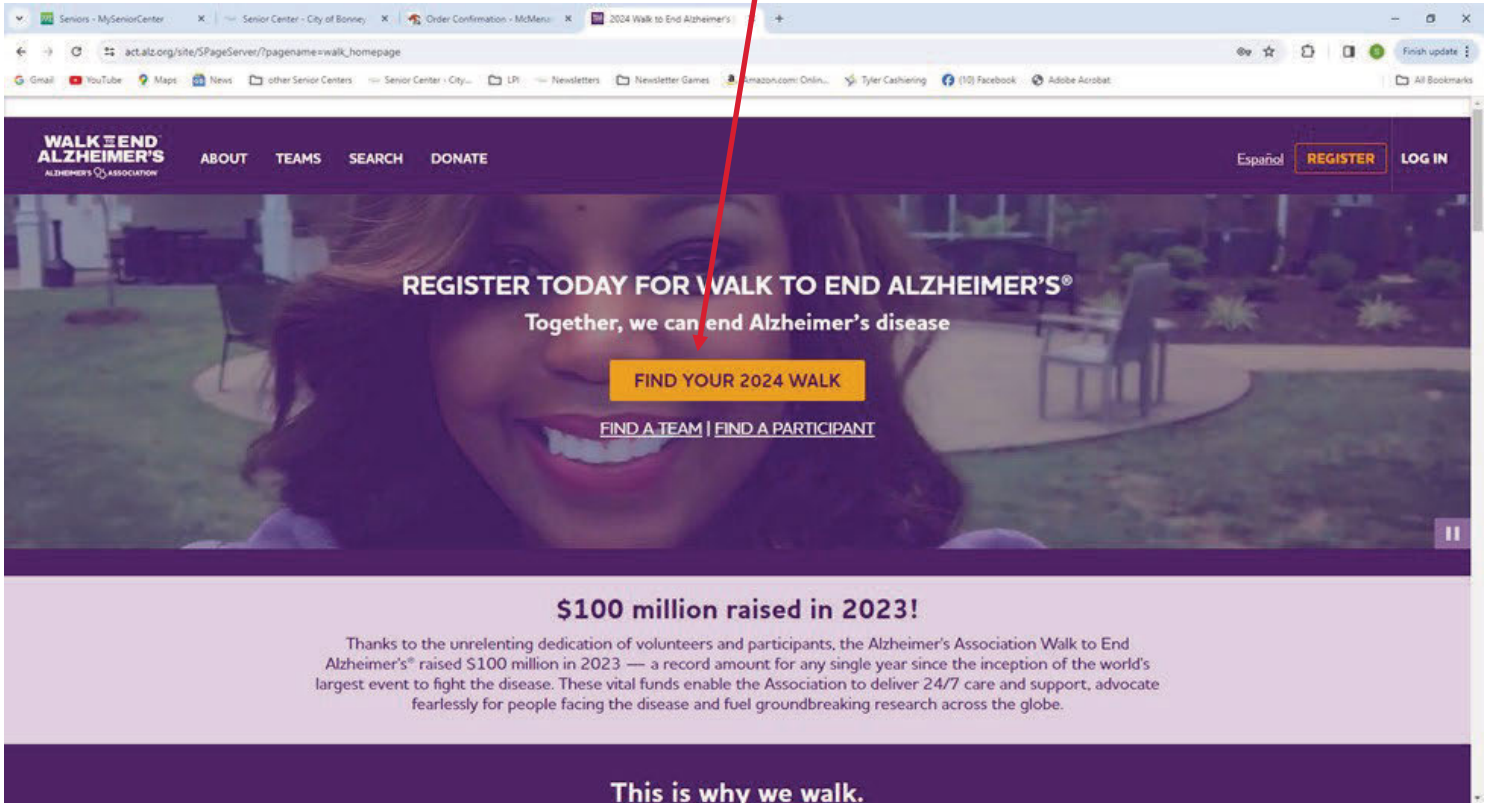 Seniors - MySeniorCenter
Senior Center - City of Bonney
Order Confirmation - McMena
2024 Walk to End Alzheimer's
act.alz.org/site/SPageServer/?pagename=walk_homepage
Finish update
Gmail YouTube Maps News other Senior Centers Senior Center - City... LPI Newsletters Newsletter Games Amazon.com: Onlin... Tyler Cashiering (10) Facebook Adobe Acrobat All Bookmarks
WALK TO END
ALZHEIMER'S
ALZHEIMER'S ASSOCIATION
ABOUT TEAMS SEARCH DONATE
Español REGISTER LOG IN
REGISTER TODAY FOR WALK TO END ALZHEIMER'S®
Together, we can end Alzheimer's disease
FIND YOUR 2024 WALK
FIND A TEAM | FIND A PARTICIPANT
$100 million raised in 2023!
Thanks to the unrelenting dedication of volunteers and participants, the Alzheimer's Association Walk to End
Alzheimer's® raised $100 million in 2023 — a record amount for any single year since the inception of the world's
largest event to fight the disease. These vital funds enable the Association to deliver 24/7 care and support, advocate
fearlessly for people facing the disease and fuel groundbreaking research across the globe.
This is why we walk.